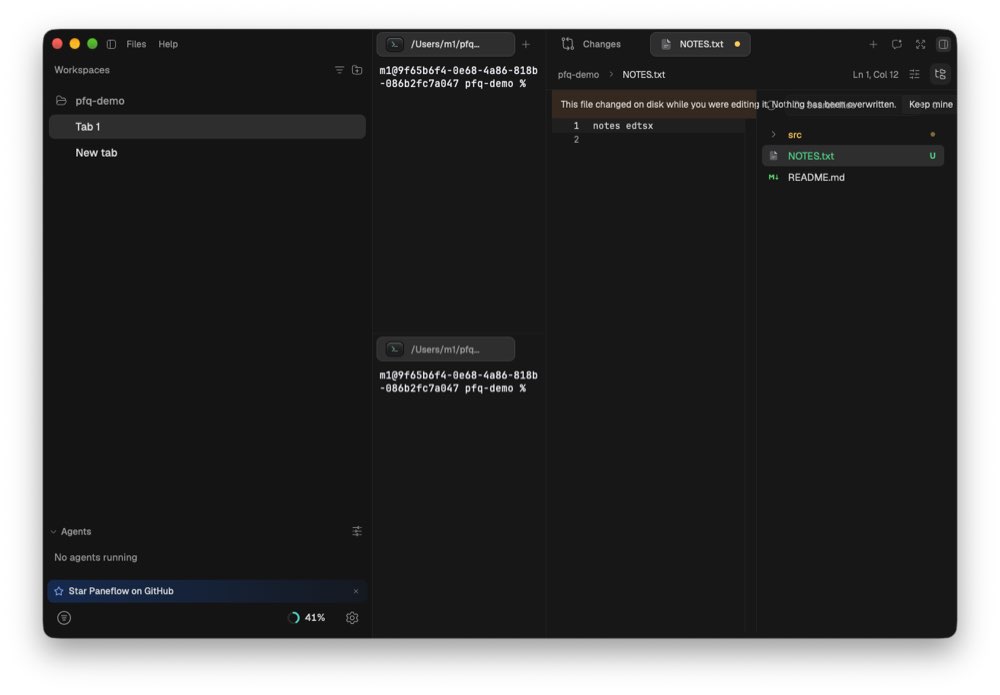 Files Help
Workspaces
pfq-demo
Tab 1
New tab
Agents
No agents running
Star Paneflow on GitHub
41%
/Users/m1/pfq…
m1@9f65b6f4-0e68-4a86-818b
-086b2fc7a047 pfq-demo %
/Users/m1/pfq…
m1@9f65b6f4-0e68-4a86-818b
-086b2fc7a047 pfq-demo %
Changes NOTES.txt
pfq-demo NOTES.txt Ln 1, Col 12
This file changed on disk while you were editing it. Nothing has been overwritten. Keep mine
1 notes edtsx
2
src
NOTES.txt U
README.md